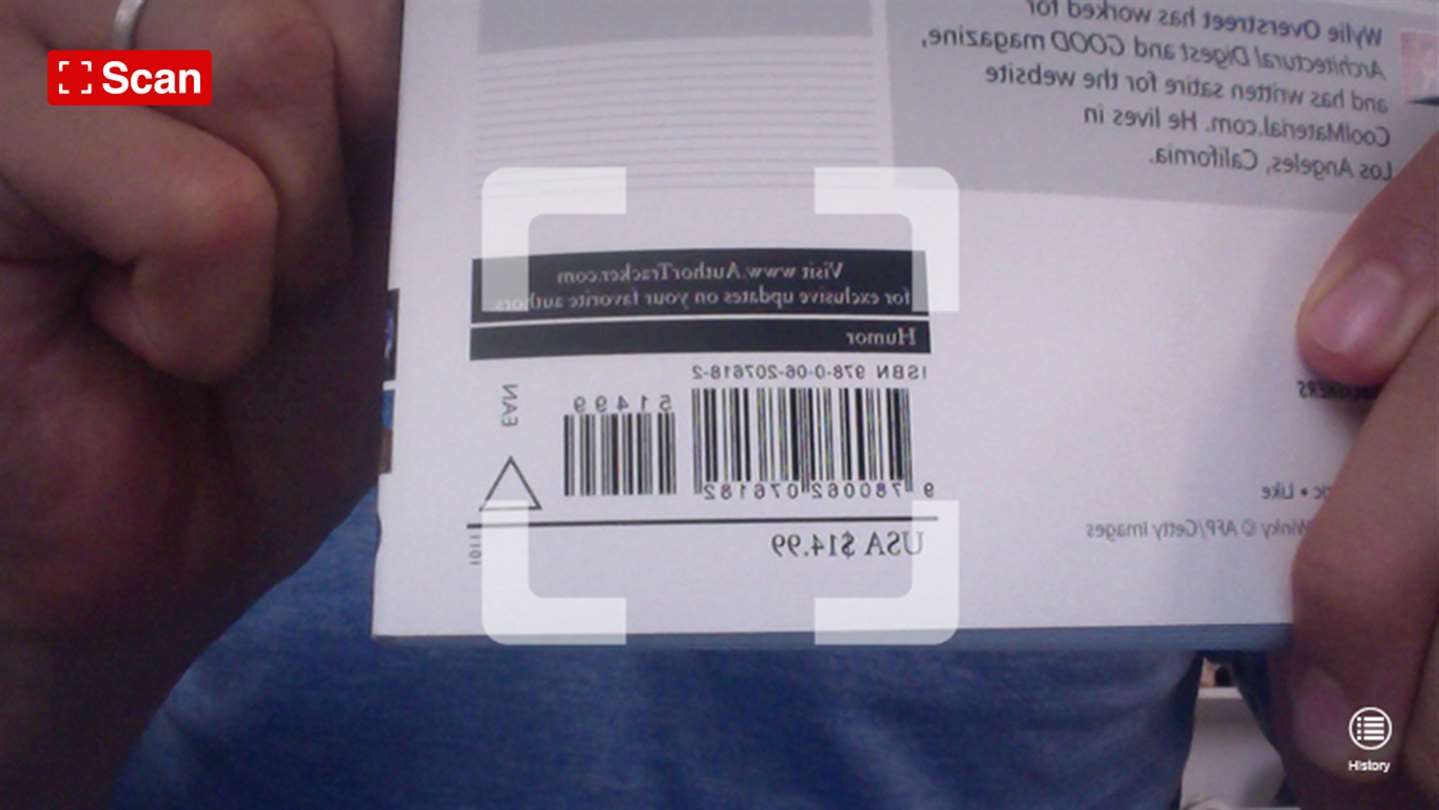 Scan
Wylie Overstreet has worked for
Architectural Digest and GOOD magazine,
and has written satire for the website
CoolMaterial.com. He lives in
Los Angeles, California.
Visit www.AuthorTracker.com
for exclusive updates on your favorite authors.
Humor
ISBN 978-0-06-207618-2
51499
EAN
9 780062 076182
USA $14.99
1011
• Like
Winky © AFP/Getty Images
History